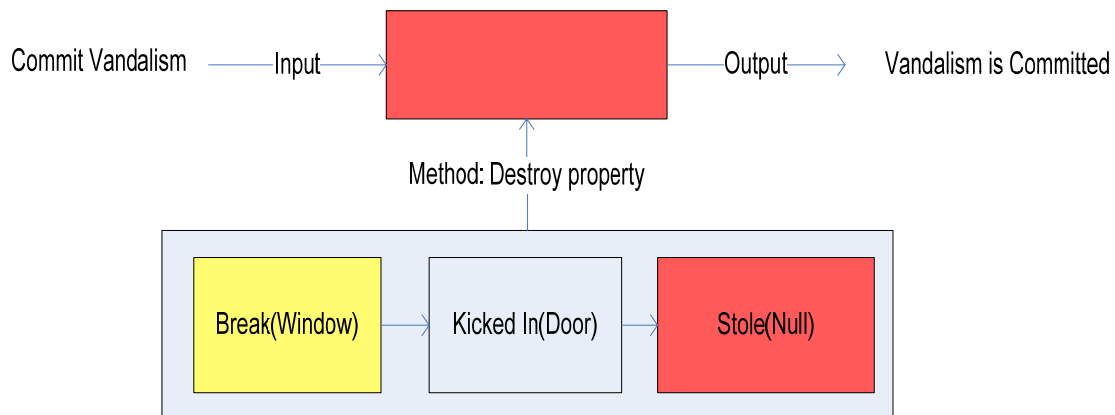 Commit Vandalism
Input
Output
Vandalism is Committed
Method: Destroy property
Break(Window)
Kicked In(Door)
Stole(Null)